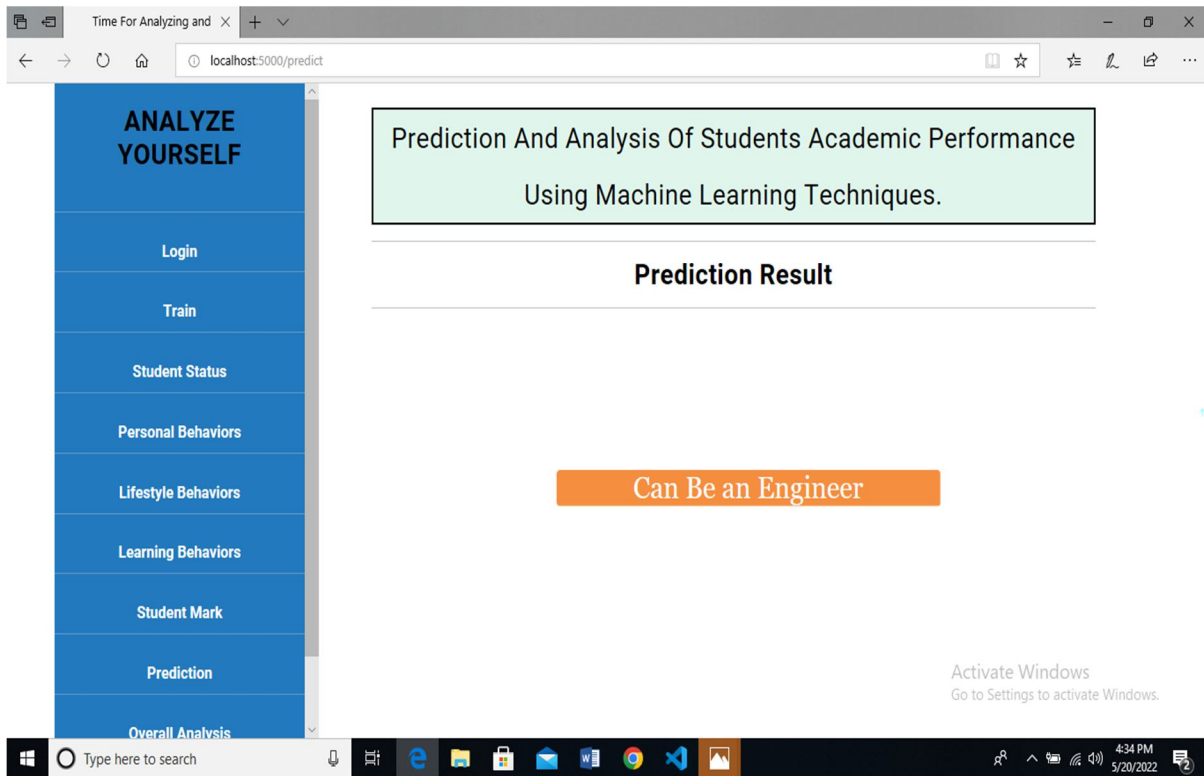 Time For Analyzing and
localhost:5000/predict
ANALYZE
YOURSELF
Login
Train
Student Status
Personal Behaviors
Lifestyle Behaviors
Learning Behaviors
Student Mark
Prediction
Overall Analysis
Prediction And Analysis Of Students Academic Performance
Using Machine Learning Techniques.
Prediction Result
Can Be an Engineer
Activate Windows
Go to Settings to activate Windows.
Type here to search
4:34 PM
5/20/2022
2